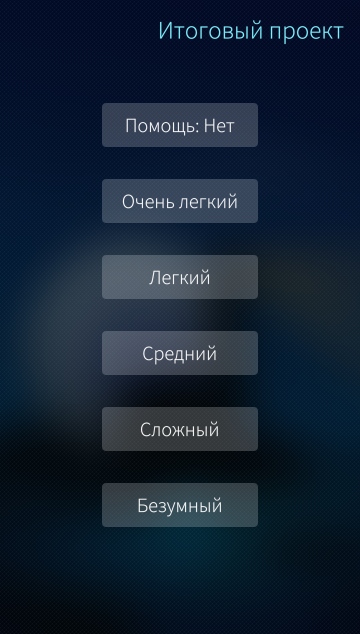 Итоговый проект
Помощь: Нет
Очень легкий
Легкий
Средний
Сложный
Безумный